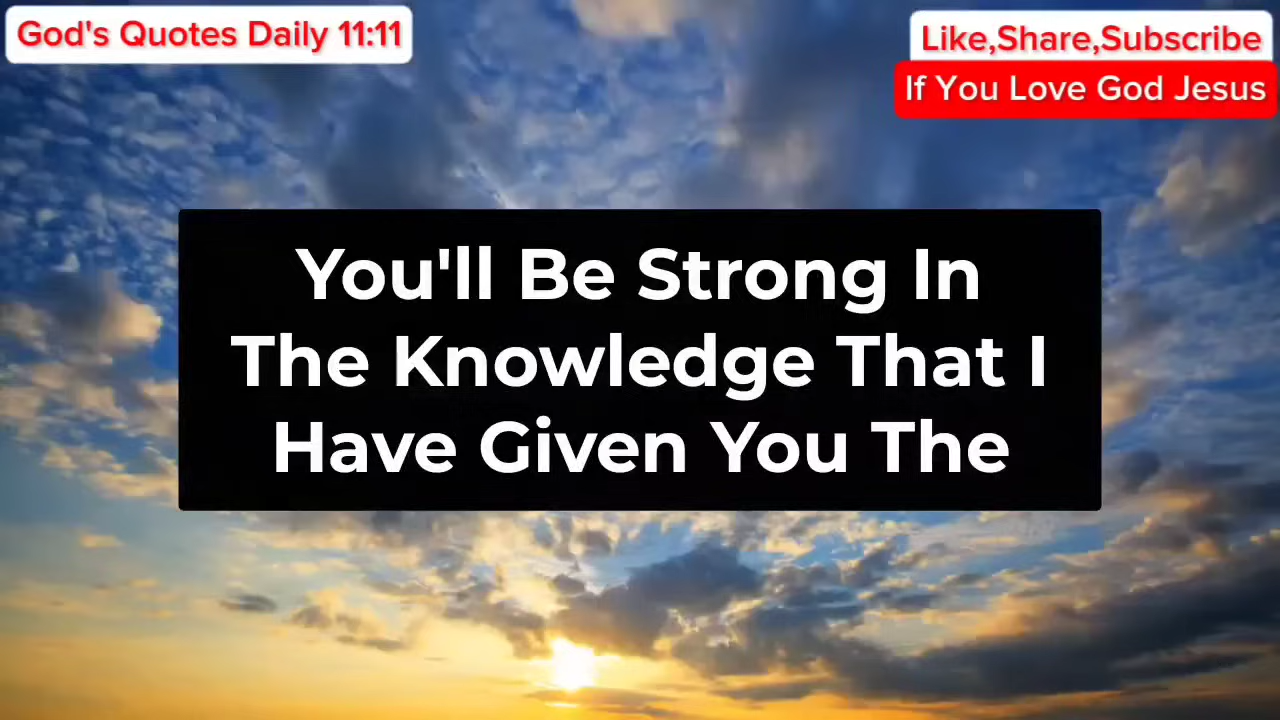 God's Quotes Daily 11:11
Like,Share,Subscribe
If You Love God Jesus
You'll Be Strong In
The Knowledge That I
Have Given You The